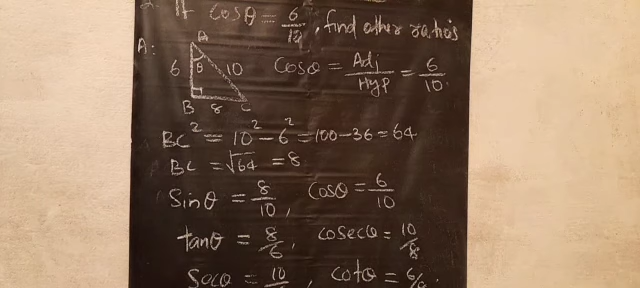 2. If cosθ = 6/10, find other ratios
A:
A
6 θ 10
B 8 C
Cosθ = Adj/Hyp = 6/10
BC² = 10² - 6² = 100 - 36 = 64
BC = √64 = 8
Sinθ = 8/10, Cosθ = 6/10
tanθ = 8/6, cosecθ = 10/8
Secθ = 10/, cotθ = 6/8.